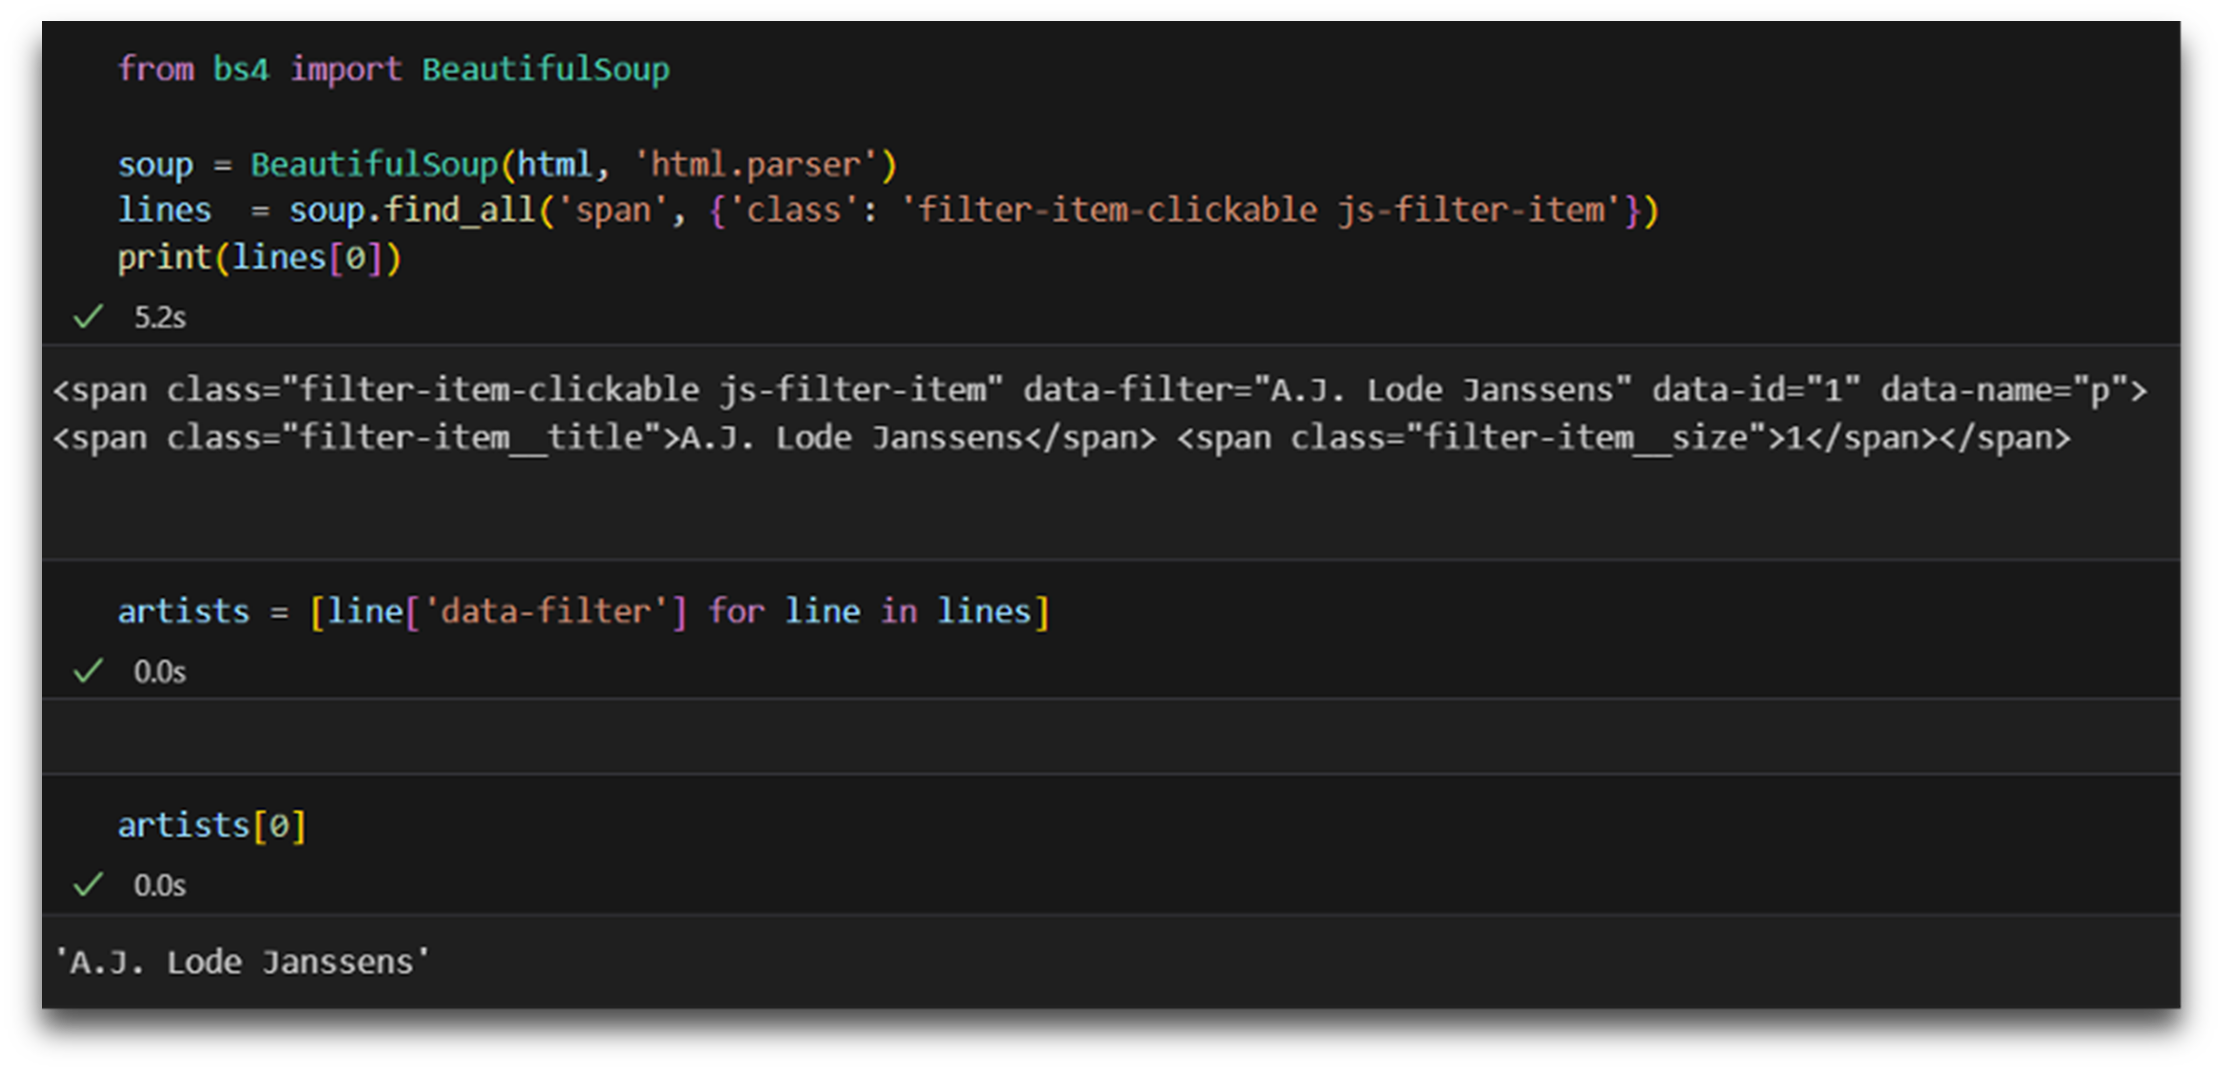 from bs4 import BeautifulSoup
soup = BeautifulSoup(html, 'html.parser')
lines  = soup.find_all('span', {'class': 'filter-item-clickable js-filter-item'})
print(lines[0])
5.2s
<span class="filter-item-clickable js-filter-item" data-filter="A.J. Lode Janssens" data-id="1" data-name="p">
<span class="filter-item__title">A.J. Lode Janssens</span> <span class="filter-item__size">1</span></span>
artists = [line['data-filter'] for line in lines]
0.0s
artists[0]
0.0s
'A.J. Lode Janssens'